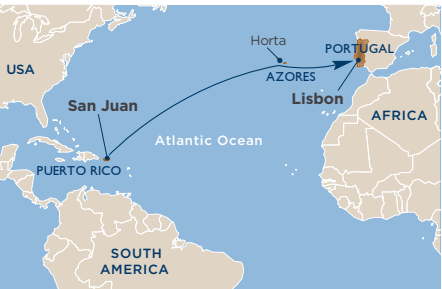 Horta
PORTUGAL
USA
AZORES
Lisbon
San Juan
AFRICA
Atlantic Ocean
PUERTO RICO
SOUTH
AMERICA